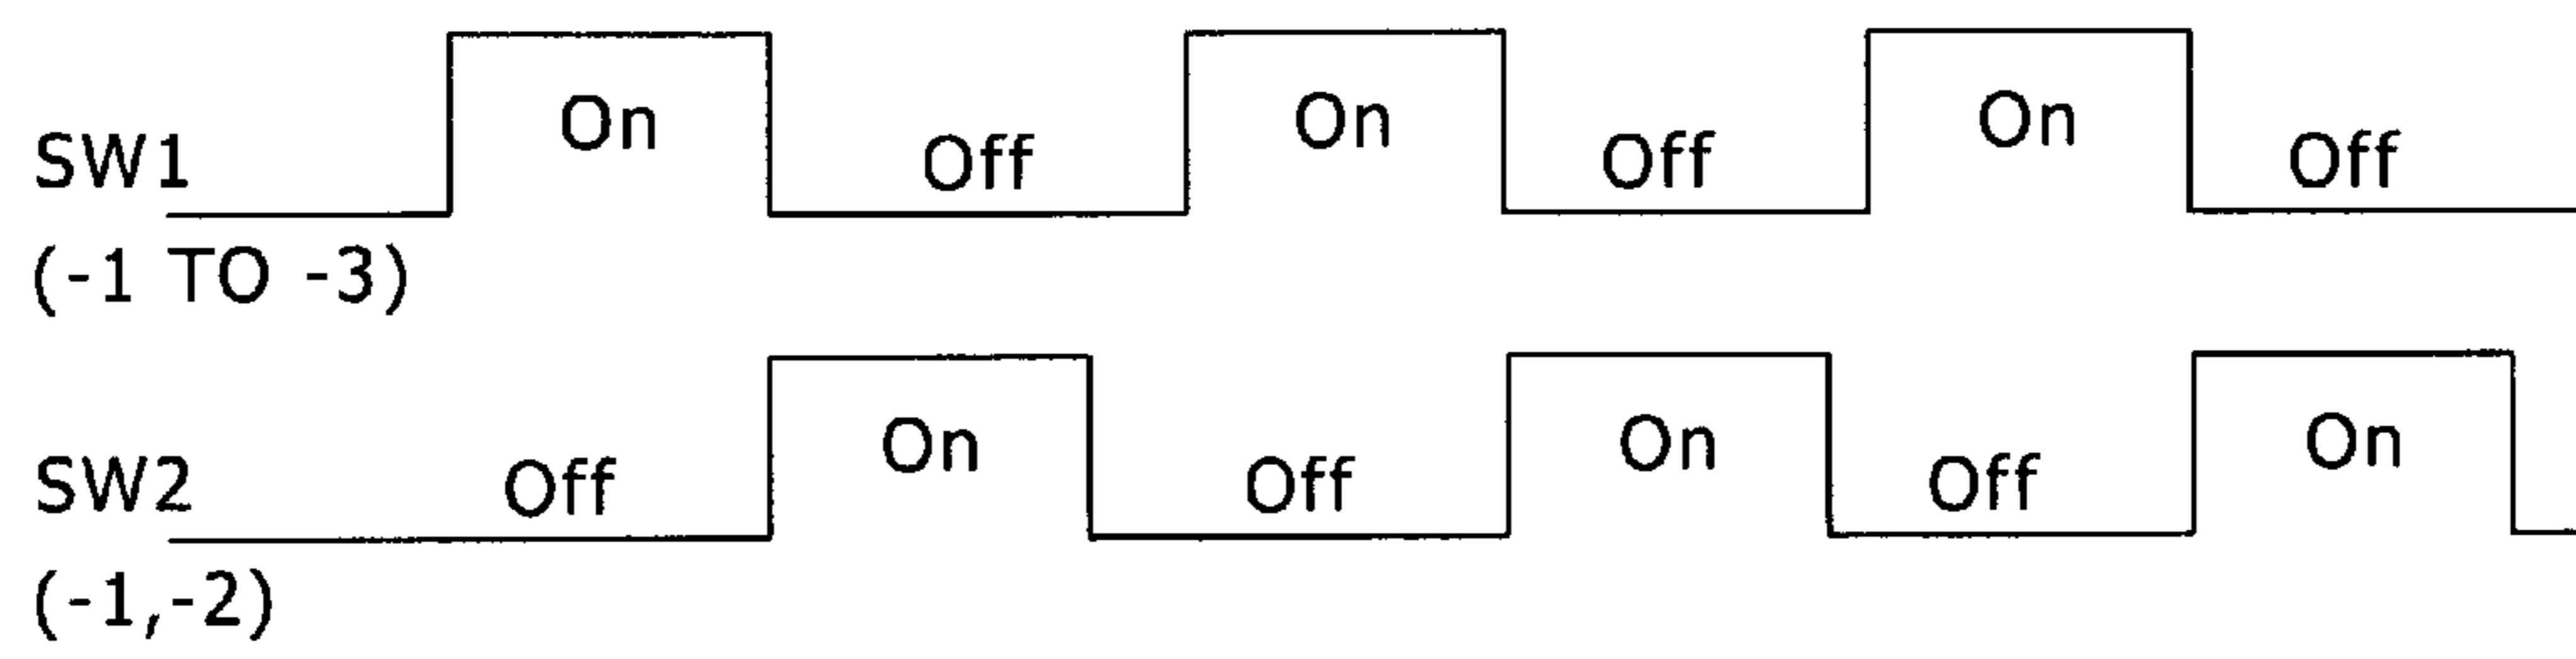 On On On
SW1 Off Off Off
(-1 TO -3)
On On On
SW2 Off Off Off
(-1,-2)